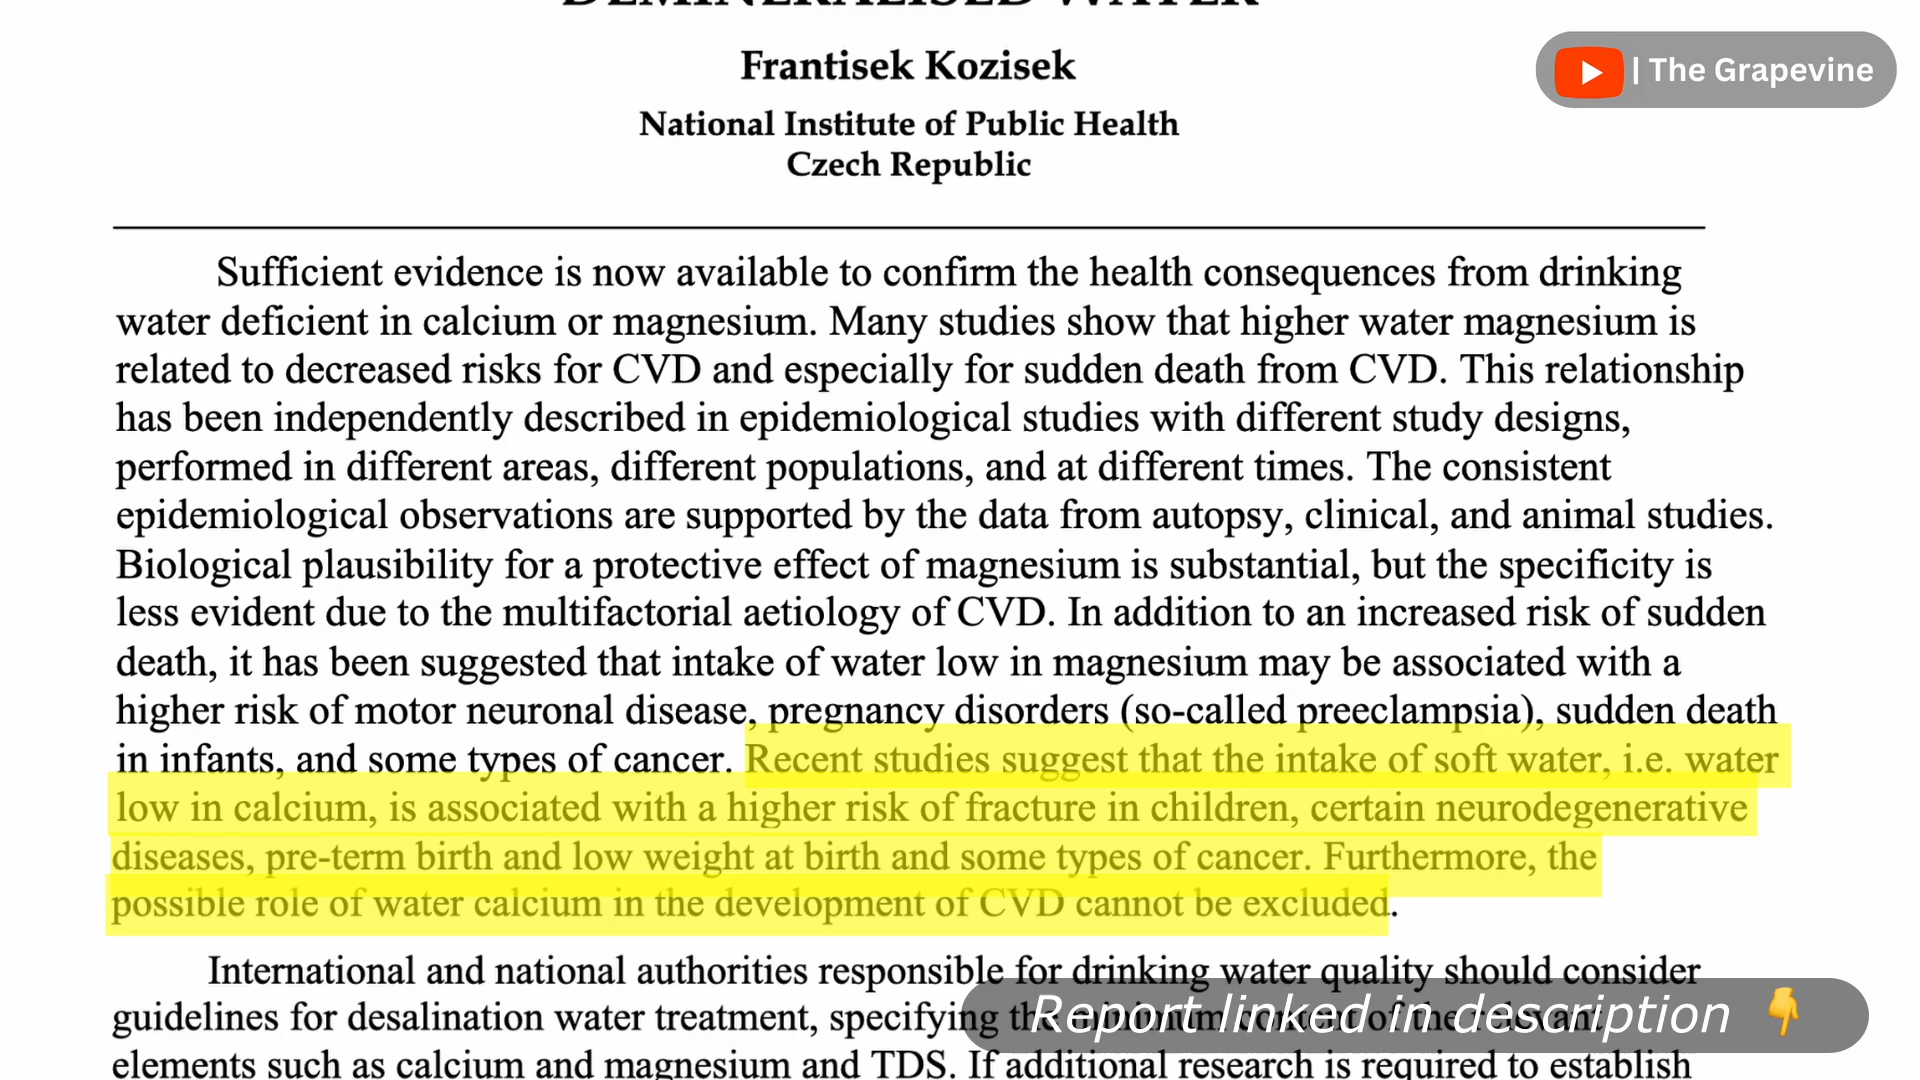 DEMINERALISED WATER
Frantisek Kozisek
| The Grapevine
National Institute of Public Health
Czech Republic
Sufficient evidence is now available to confirm the health consequences from drinking
water deficient in calcium or magnesium. Many studies show that higher water magnesium is
related to decreased risks for CVD and especially for sudden death from CVD. This relationship
has been independently described in epidemiological studies with different study designs,
performed in different areas, different populations, and at different times. The consistent
epidemiological observations are supported by the data from autopsy, clinical, and animal studies.
Biological plausibility for a protective effect of magnesium is substantial, but the specificity is
less evident due to the multifactorial aetiology of CVD. In addition to an increased risk of sudden
death, it has been suggested that intake of water low in magnesium may be associated with a
higher risk of motor neuronal disease, pregnancy disorders (so-called preeclampsia), sudden death
in infants, and some types of cancer. Recent studies suggest that the intake of soft water, i.e. water
low in calcium, is associated with a higher risk of fracture in children, certain neurodegenerative
diseases, pre-term birth and low weight at birth and some types of cancer. Furthermore, the
possible role of water calcium in the development of CVD cannot be excluded.
International and national authorities responsible for drinking water quality should consider
guidelines for desalination water treatment, specifying the minimum content of the relevant
Report linked in description 👇
elements such as calcium and magnesium and TDS. If additional research is required to establish